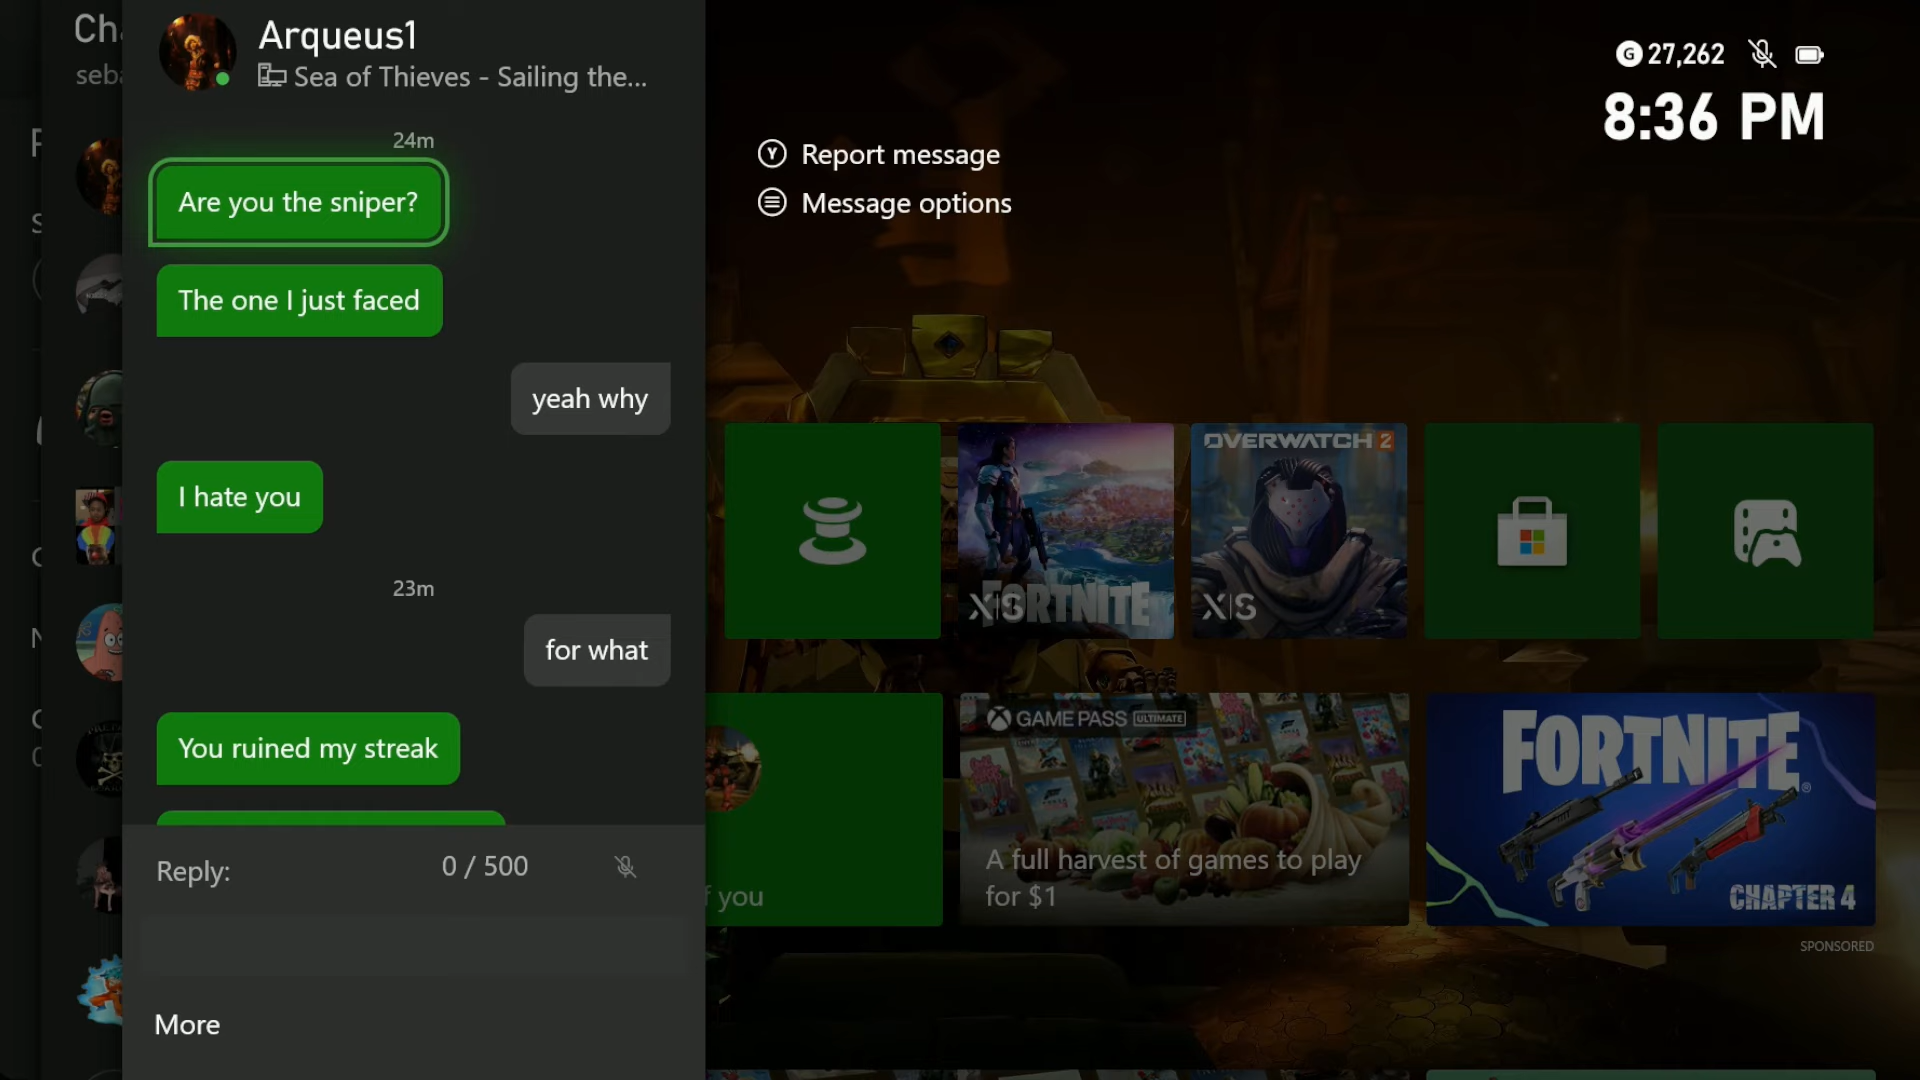 Ch
seba
Arqueus1
Sea of Thieves - Sailing the...
24m
Are you the sniper?
The one I just faced
yeah why
I hate you
23m
for what
You ruined my streak
Reply:
0 / 500
More
G 27,262
8:36 PM
Y Report message
Message options
X|S
FORTNITE
OVERWATCH 2
X|S
f you
GAME PASS ULTIMATE
A full harvest of games to play
for $1
FORTNITE
CHAPTER 4
SPONSORED